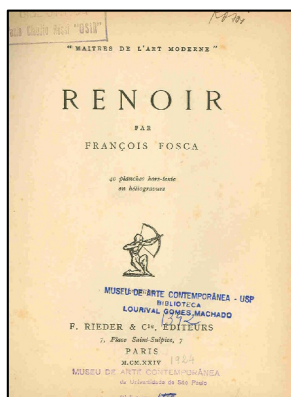 "MAITRES DE L'ART MODERNE"
RENOIR
PAR
FRANÇOIS FOSCA
40 planches hors-texte
en héliogravure
MUSEU DE ARTE CONTEMPORÂNEA - USP
BIBLIOTECA
LOURIVAL GOMES MACHADO
1392
F. RIEDER & Cie, ÉDITEURS
7, Place Saint-Sulpice, 7
PARIS
M.CM.XXIV 1924
MUSEU DE ARTE CONTEMPORÂNEA
da Universidade de São Paulo